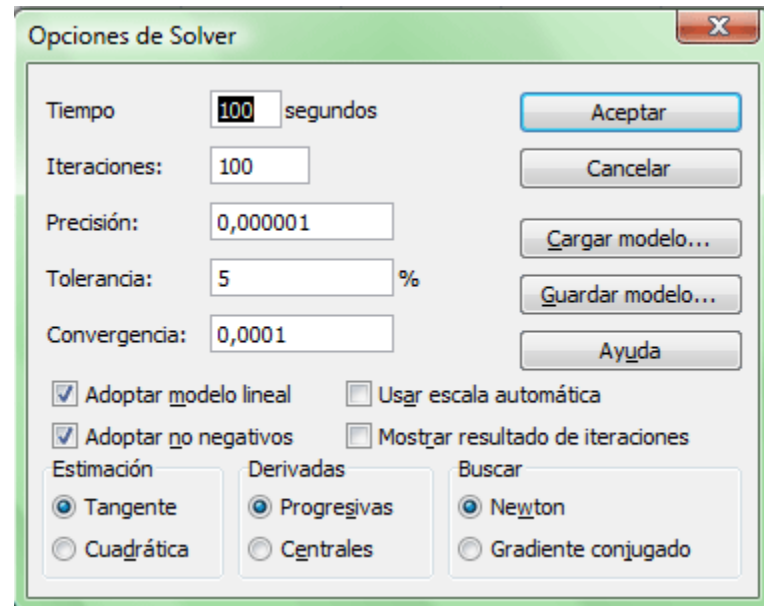 Opciones de Solver
Tiempo 100 segundos
Aceptar
Iteraciones: 100
Cancelar
Precisión: 0,000001
Cargar modelo...
Tolerancia: 5 %
Guardar modelo...
Convergencia: 0,0001
Ayuda
Adoptar modelo lineal Usar escala automática
Adoptar no negativos Mostrar resultado de iteraciones
Estimación Derivadas Buscar
Tangente Progresivas Newton
Cuadrática Centrales Gradiente conjugado